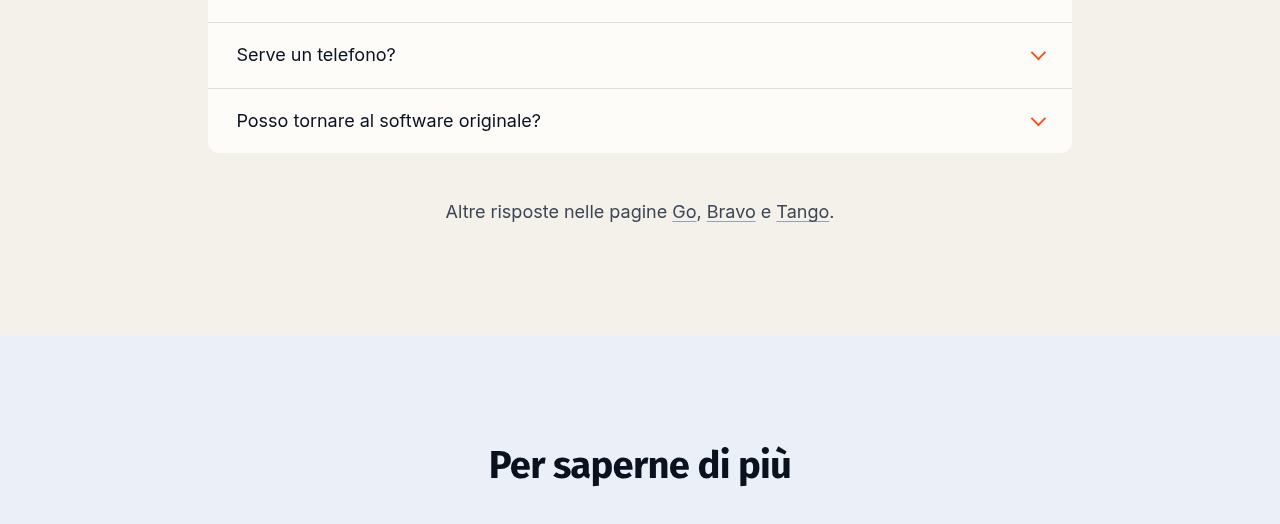 Serve un telefono?
Posso tornare al software originale?
Altre risposte nelle pagine Go, Bravo e Tango.
Per saperne di più